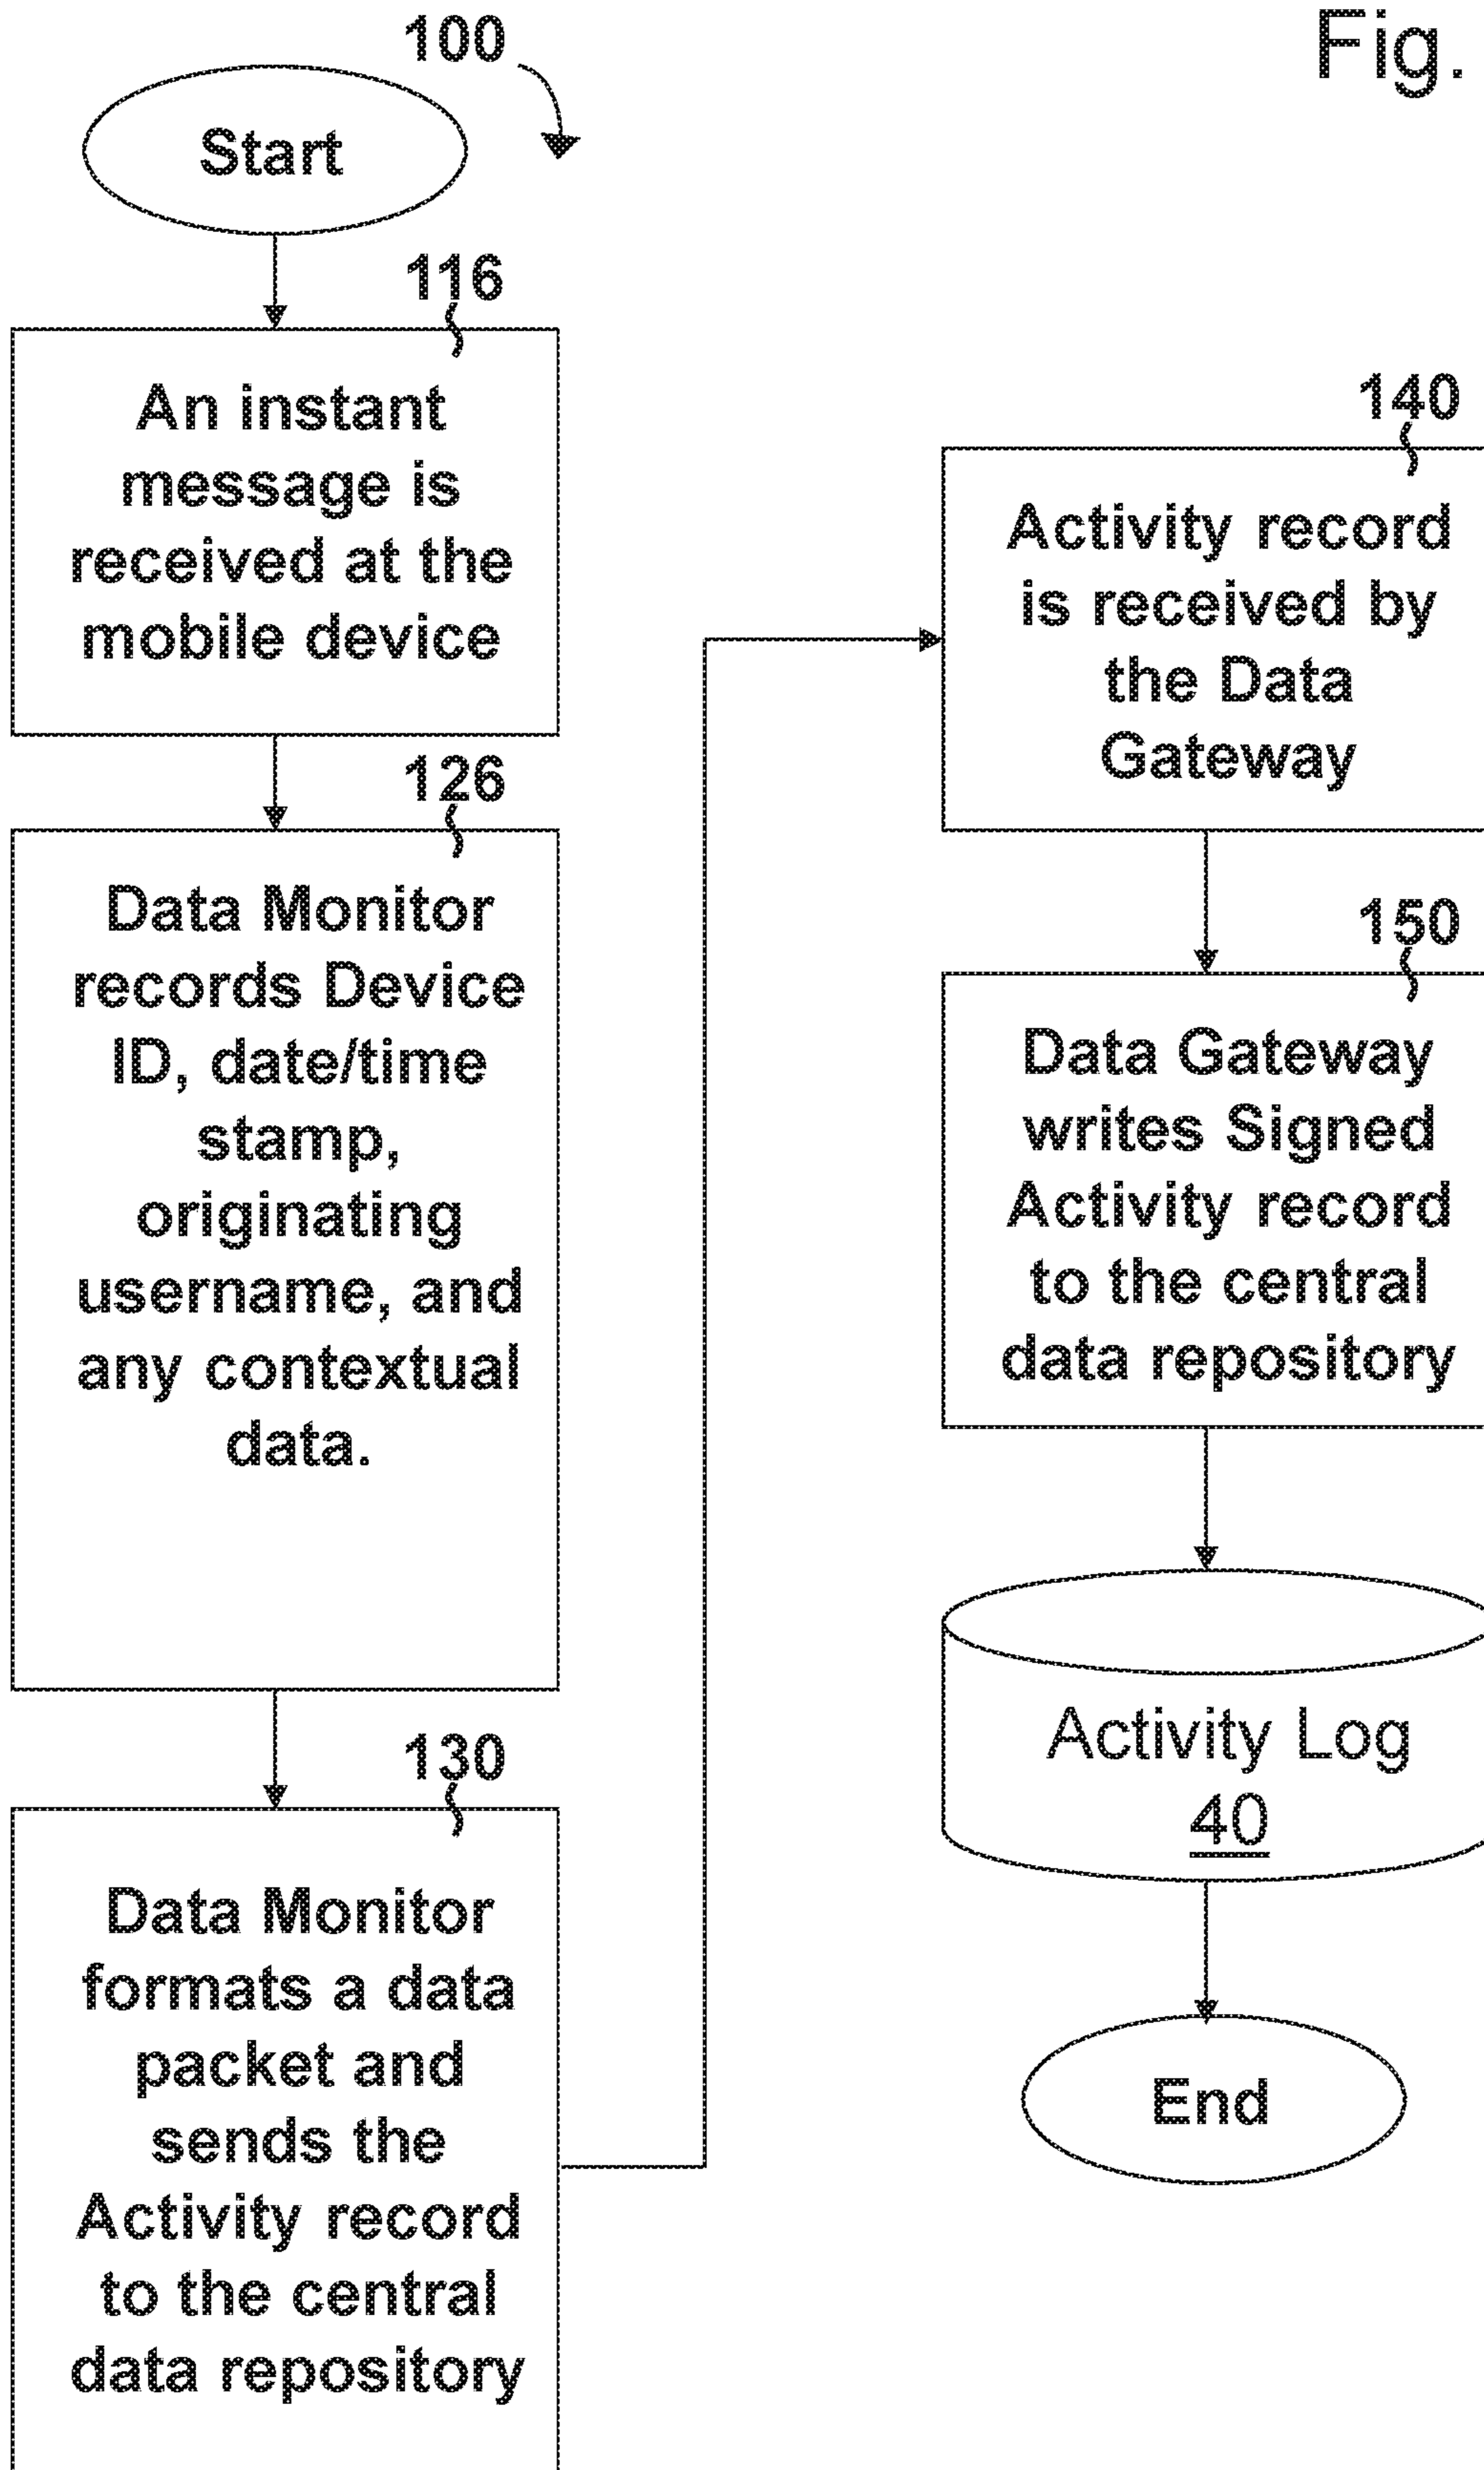 100
Fig.
Start
116
An instant
message is
received at the
mobile device
126
Data Monitor
records Device
ID, date/time
stamp,
originating
username, and
any contextual
data.
130
Data Monitor
formats a data
packet and
sends the
Activity record
to the central
data repository
140
Activity record
is received by
the Data
Gateway
150
Data Gateway
writes Signed
Activity record
to the central
data repository
Activity Log
40
End